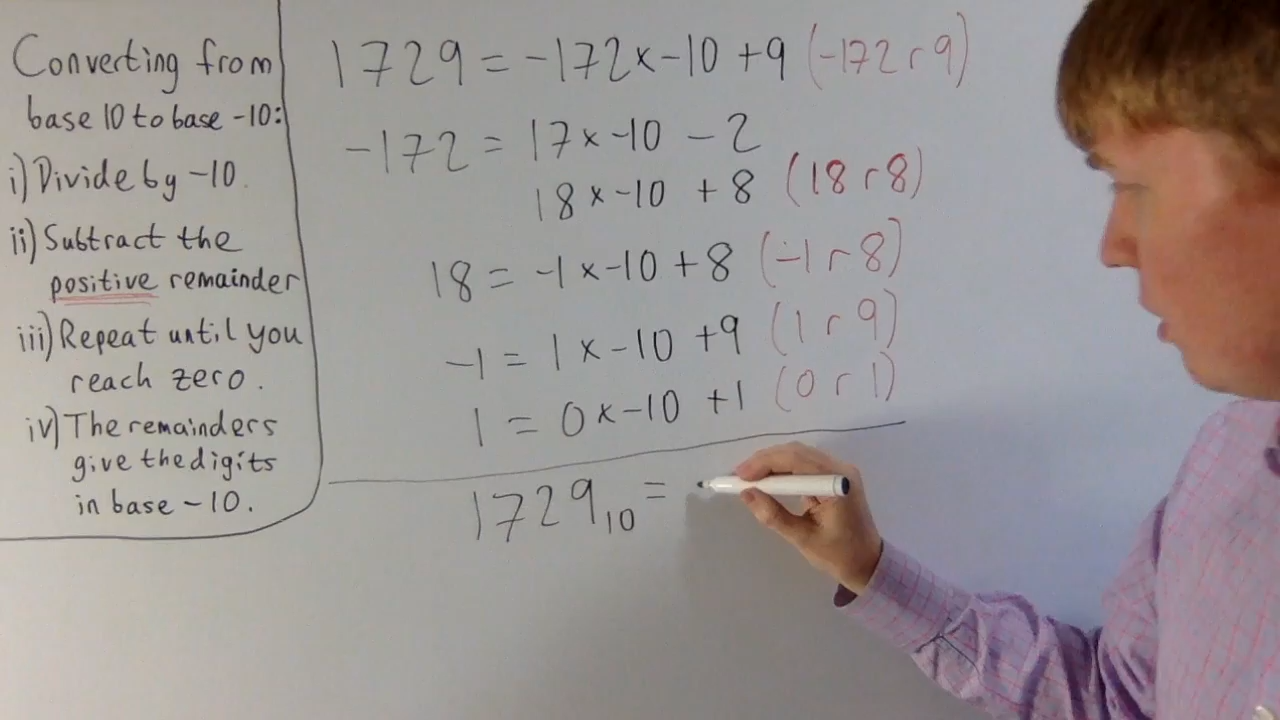 Converting from
base 10 to base -10:
i) Divide by -10.
ii) Subtract the
positive remainder
iii) Repeat until you
reach zero.
iv) The remainders
give the digits
in base -10.
1729 = -172 x -10 + 9 (-172 r 9)
-172 = 17 x -10 - 2
18 x -10 + 8 (18 r 8)
18 = -1 x -10 + 8 (-1 r 8)
-1 = 1 x -10 + 9 (1 r 9)
1 = 0 x -10 + 1 (0 r 1)
1729₁₀ =